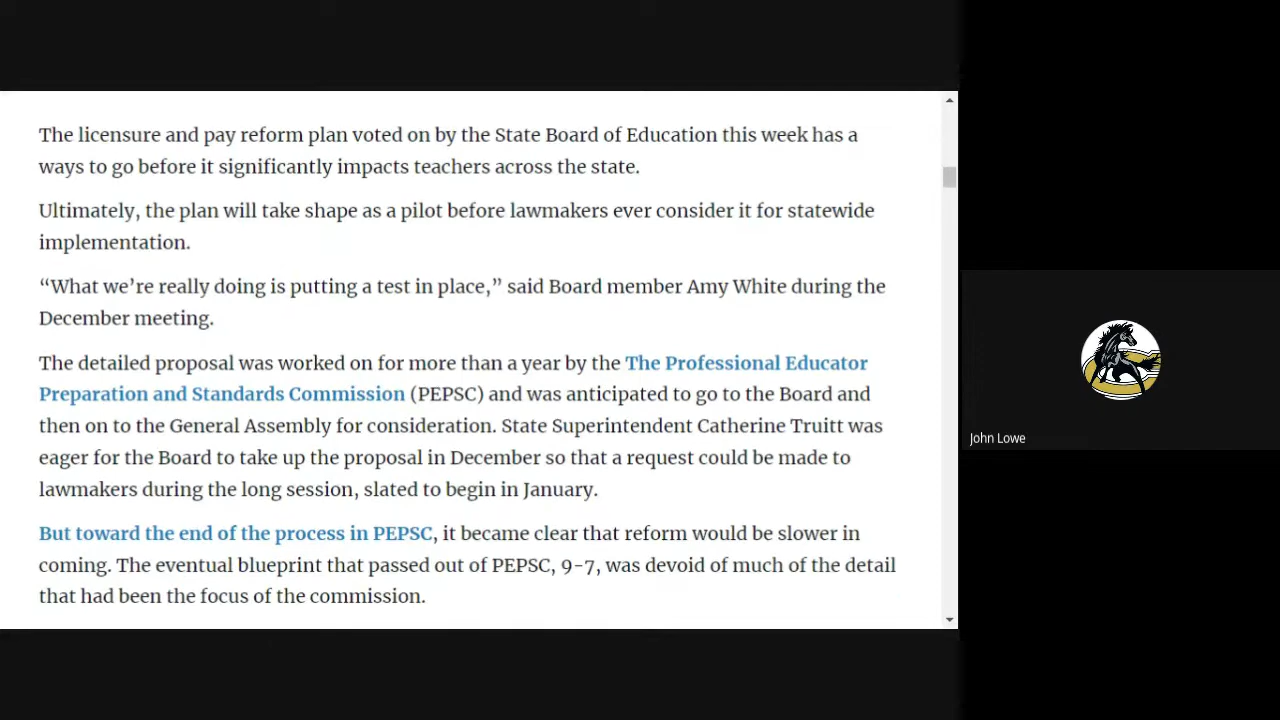 The licensure and pay reform plan voted on by the State Board of Education this week has a
ways to go before it significantly impacts teachers across the state.
Ultimately, the plan will take shape as a pilot before lawmakers ever consider it for statewide
implementation.
“What we’re really doing is putting a test in place,” said Board member Amy White during the
December meeting.
The detailed proposal was worked on for more than a year by the The Professional Educator
Preparation and Standards Commission (PEPSC) and was anticipated to go to the Board and
then on to the General Assembly for consideration. State Superintendent Catherine Truitt was
eager for the Board to take up the proposal in December so that a request could be made to
lawmakers during the long session, slated to begin in January.
But toward the end of the process in PEPSC, it became clear that reform would be slower in
coming. The eventual blueprint that passed out of PEPSC, 9-7, was devoid of much of the detail
that had been the focus of the commission.
John Lowe